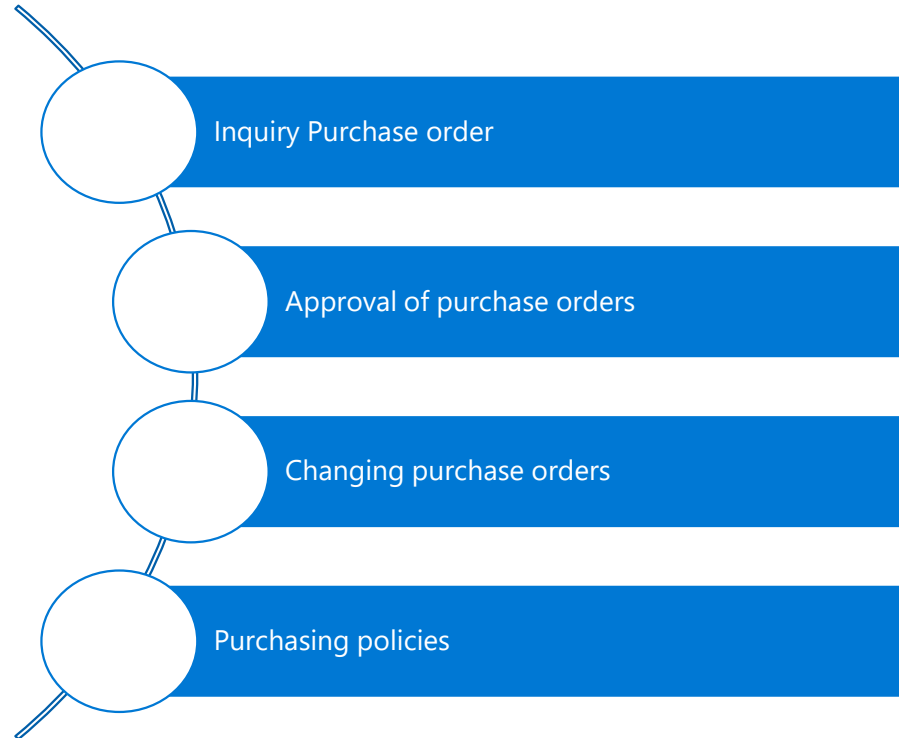 Inquiry Purchase order
Approval of purchase orders
Changing purchase orders
Purchasing policies